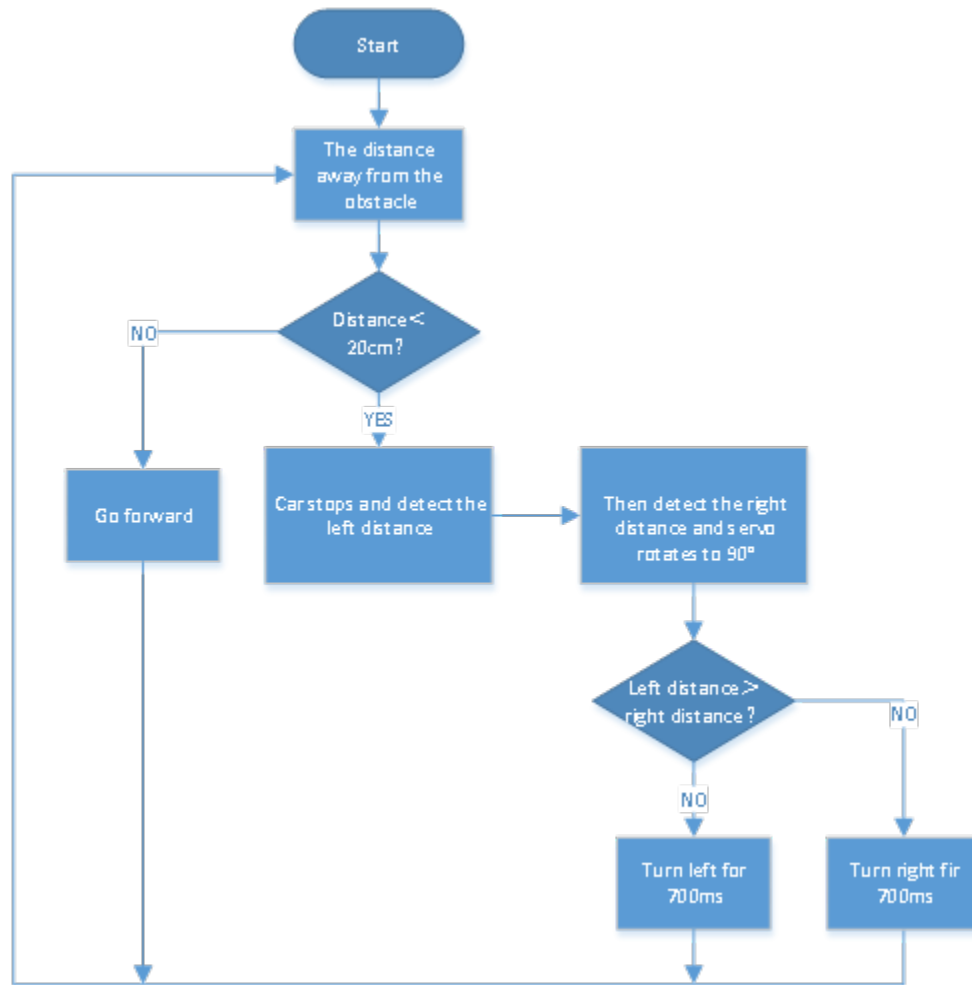 Start
The distance
away from the
obstacle
Distance<
20cm?
NO
YES
Go forward
Car stops and detect the
left distance
Then detect the right
distance and servo
rotates to 90°
Left distance>
right distance?
NO
NO
Turn left for
700ms
Turn right fir
700ms